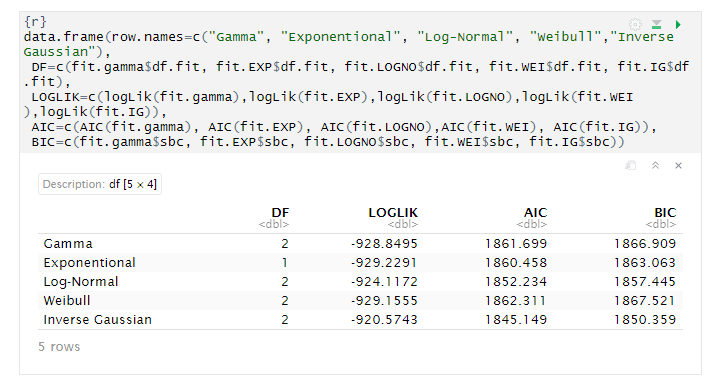 {r}
data.frame(row.names=c("Gamma", "Exponentional", "Log-Normal", "Weibull","Inverse
Gaussian"),
DF=c(fit.gamma$df.fit, fit.EXP$df.fit, fit.LOGNO$df.fit, fit.WEI$df.fit, fit.IG$df
.fit),
LOGLIK=c(logLik(fit.gamma),logLik(fit.EXP),logLik(fit.LOGNO),logLik(fit.WEI
),logLik(fit.IG)),
AIC=c(AIC(fit.gamma), AIC(fit.EXP), AIC(fit.LOGNO),AIC(fit.WEI), AIC(fit.IG)),
BIC=c(fit.gamma$sbc, fit.EXP$sbc, fit.LOGNO$sbc, fit.WEI$sbc, fit.IG$sbc))
Description: df [5 × 4]
DF LOGLIK AIC BIC
<dbl> <dbl> <dbl> <dbl>
Gamma 2 -928.8495 1861.699 1866.909
Exponentional 1 -929.2291 1860.458 1863.063
Log-Normal 2 -924.1172 1852.234 1857.445
Weibull 2 -929.1555 1862.311 1867.521
Inverse Gaussian 2 -920.5743 1845.149 1850.359
5 rows